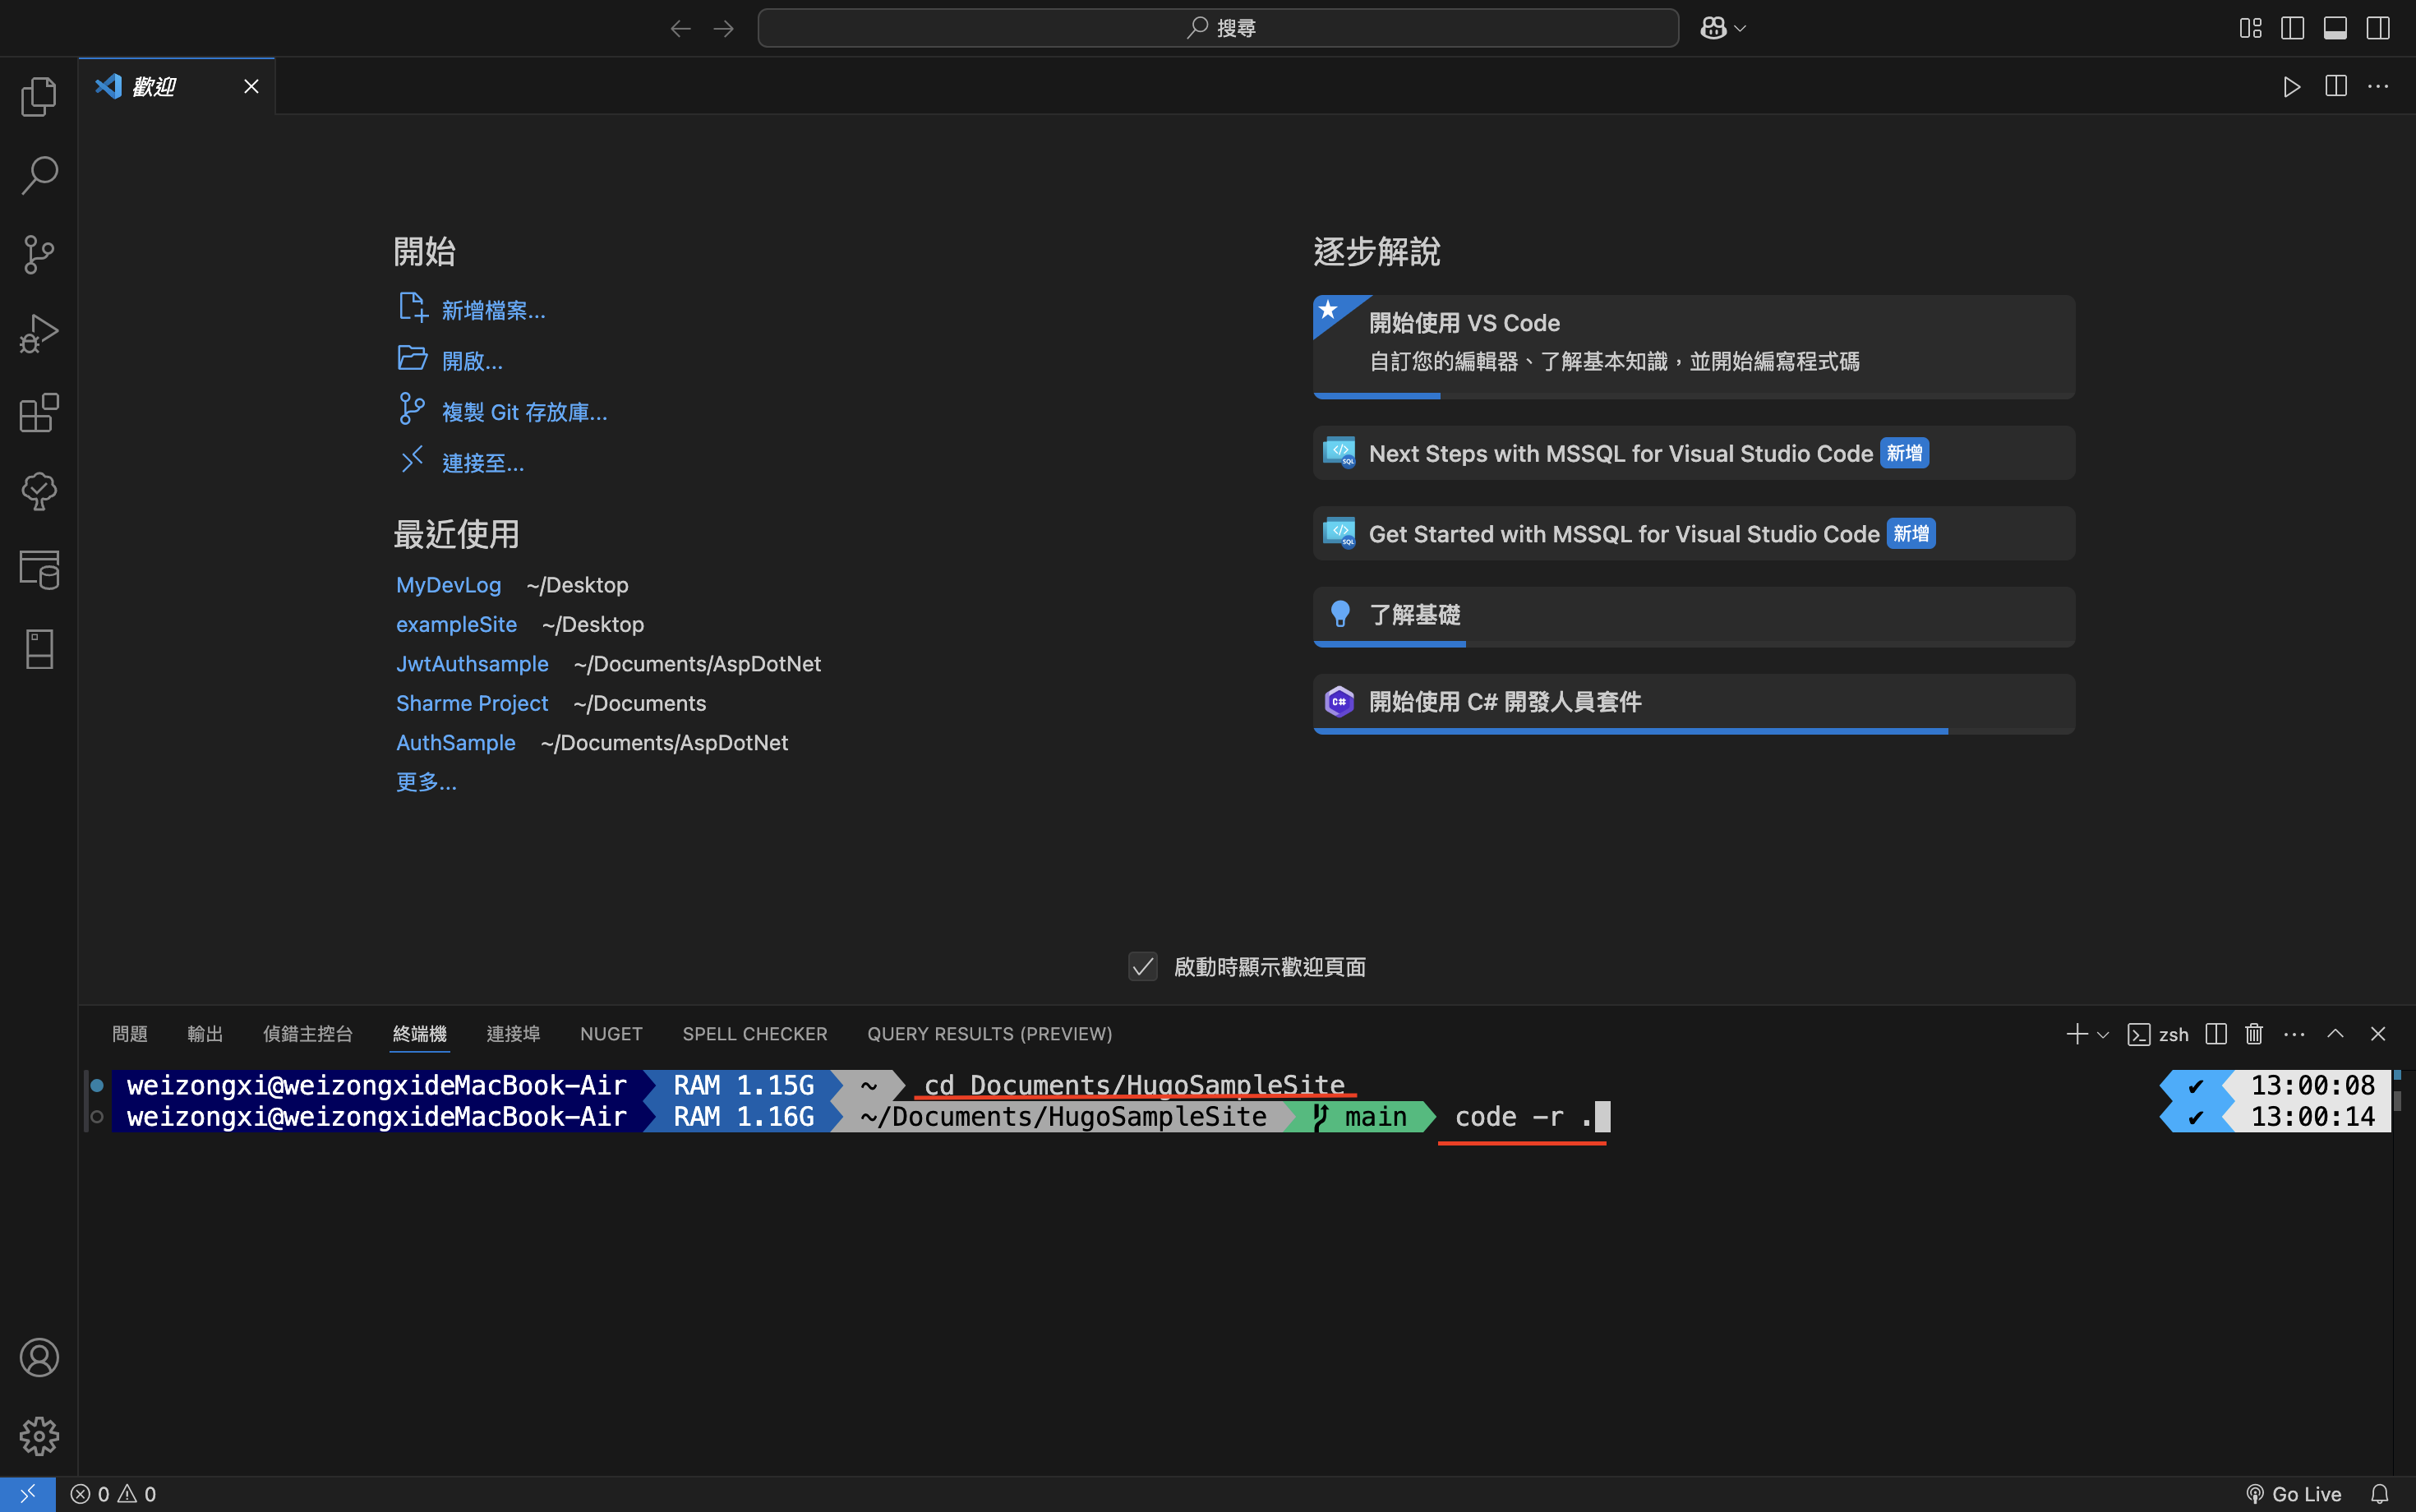 搜尋
歡迎
開始
新增檔案...
開啟...
複製 Git 存放庫...
連接至...
最近使用
MyDevLog ~/Desktop
exampleSite ~/Desktop
JwtAuthsample ~/Documents/AspDotNet
Sharme Project ~/Documents
AuthSample ~/Documents/AspDotNet
更多...
逐步解說
開始使用 VS Code
自訂您的編輯器、了解基本知識，並開始編寫程式碼
Next Steps with MSSQL for Visual Studio Code 新增
Get Started with MSSQL for Visual Studio Code 新增
了解基礎
開始使用 C# 開發人員套件
啟動時顯示歡迎頁面
問題 輸出 偵錯主控台 終端機 連接埠 NUGET SPELL CHECKER QUERY RESULTS (PREVIEW) zsh
weizongxi@weizongxideMacBook-Air RAM 1.15G ~ cd Documents/HugoSampleSite ✔ 13:00:08
weizongxi@weizongxideMacBook-Air RAM 1.16G ~/Documents/HugoSampleSite main code -r . ✔ 13:00:14
0 0 Go Live